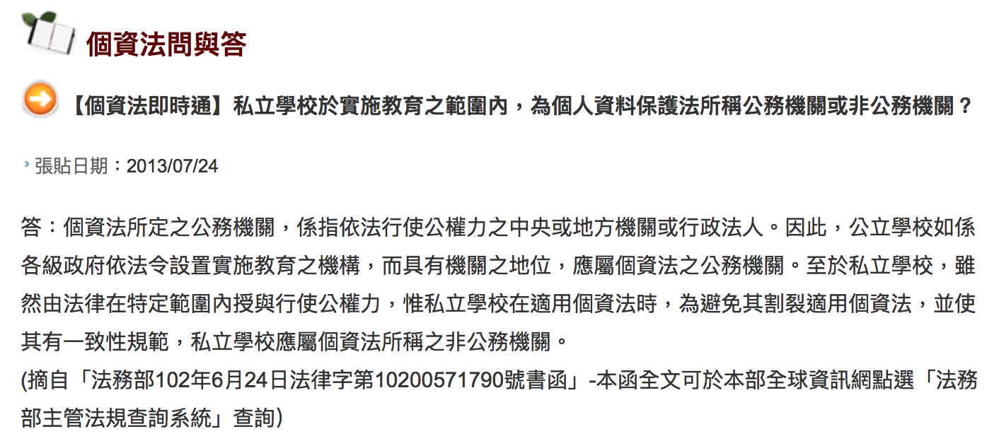 個資法問與答
【個資法即時通】私立學校於實施教育之範圍內，為個人資料保護法所稱公務機關或非公務機關？
張貼日期：2013/07/24
答：個資法所定之公務機關，係指依法行使公權力之中央或地方機關或行政法人。因此，公立學校如係
各級政府依法令設置實施教育之機構，而具有機關之地位，應屬個資法之公務機關。至於私立學校，雖
然由法律在特定範圍內授與行使公權力，惟私立學校在適用個資法時，為避免其割裂適用個資法，並使
其有一致性規範，私立學校應屬個資法所稱之非公務機關。
(摘自「法務部102年6月24日法律字第10200571790號書函」-本函全文可於本部全球資訊網點選「法務
部主管法規查詢系統」查詢)